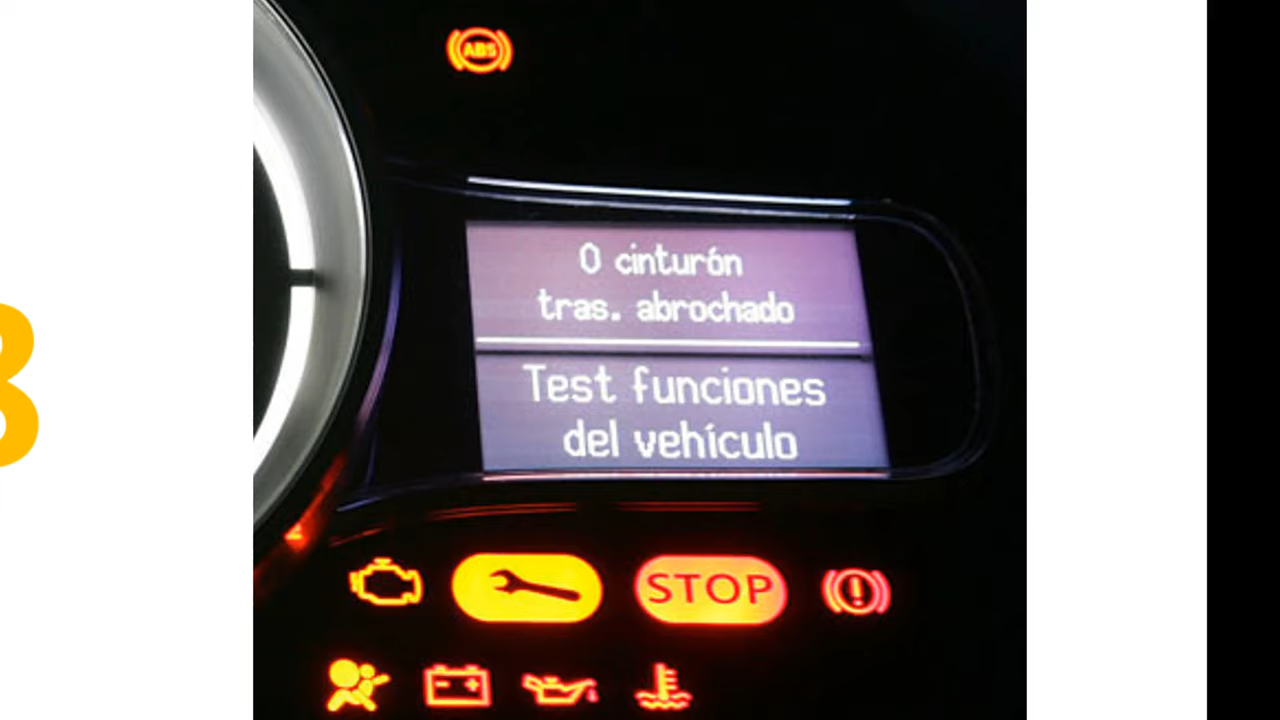 ABS
0 cinturón
tras. abrochado
Test funciones
del vehículo
STOP